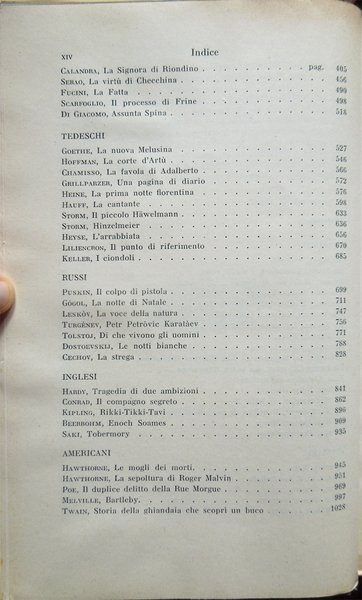 XIV Indice
pag.
CALANDRA, La Signora di Riondino . . . . . . . . . . 405
SERAO, La virtù di Checchina . . . . . . . . . . 456
FUCINI, La Fatta . . . . . . . . . . 490
SCARFOGLIO, Il processo di Frine . . . . . . . . . . 498
DI GIACOMO, Assunta Spina . . . . . . . . . . 518
TEDESCHI
GOETHE, La nuova Melusina . . . . . . . . . . 527
HOFFMAN, La corte d'Artù . . . . . . . . . . 546
CHAMISSO, La favola di Adalberto . . . . . . . . . . 566
GRILLPARZER, Una pagina di diario . . . . . . . . . . 572
HEINE, La prima notte fiorentina . . . . . . . . . . 576
HAUFF, La cantante . . . . . . . . . . 598
STORM, Il piccolo Häwelmann . . . . . . . . . . 633
STORM, Hinzelmeier . . . . . . . . . . 636
HEYSE, L'arrabbiata . . . . . . . . . . 656
LILIENCRON, Il punto di riferimento . . . . . . . . . . 677
KELLER, I ciondoli . . . . . . . . . . 685
RUSSI
PUSKIN, Il colpo di pistola . . . . . . . . . . 699
GÒGOL, La notte di Natale . . . . . . . . . . 711
LESKÒV, La voce della natura . . . . . . . . . . 747
TURGÈNEV, Petr Petròvic Karatàev . . . . . . . . . . 756
TOLSTOJ, Di che vivono gli uomini . . . . . . . . . . 771
DOSTOEVSKIJ, Le notti bianche . . . . . . . . . . 788
CECHOV, La strega . . . . . . . . . . 828
INGLESI
HARDY, Tragedia di due ambizioni . . . . . . . . . . 841
CONRAD, Il compagno segreto . . . . . . . . . . 862
KIPLING, Rikki-Tikki-Tavi . . . . . . . . . . 896
BEERBOHM, Enoch Soames . . . . . . . . . . 909
SAKI, Tobermory . . . . . . . . . . 935
AMERICANI
HAWTHORNE, Le mogli dei morti. . . . . . . . . . . 945
HAWTHORNE, La sepoltura di Roger Malvin . . . . . . . . . . 951
POE, Il duplice delitto della Rue Morgue . . . . . . . . . . 969
MELVILLE, Bartleby. . . . . . . . . . . 997
TWAIN, Storia della ghiandaia che scoprì un buco . . . . . 1028